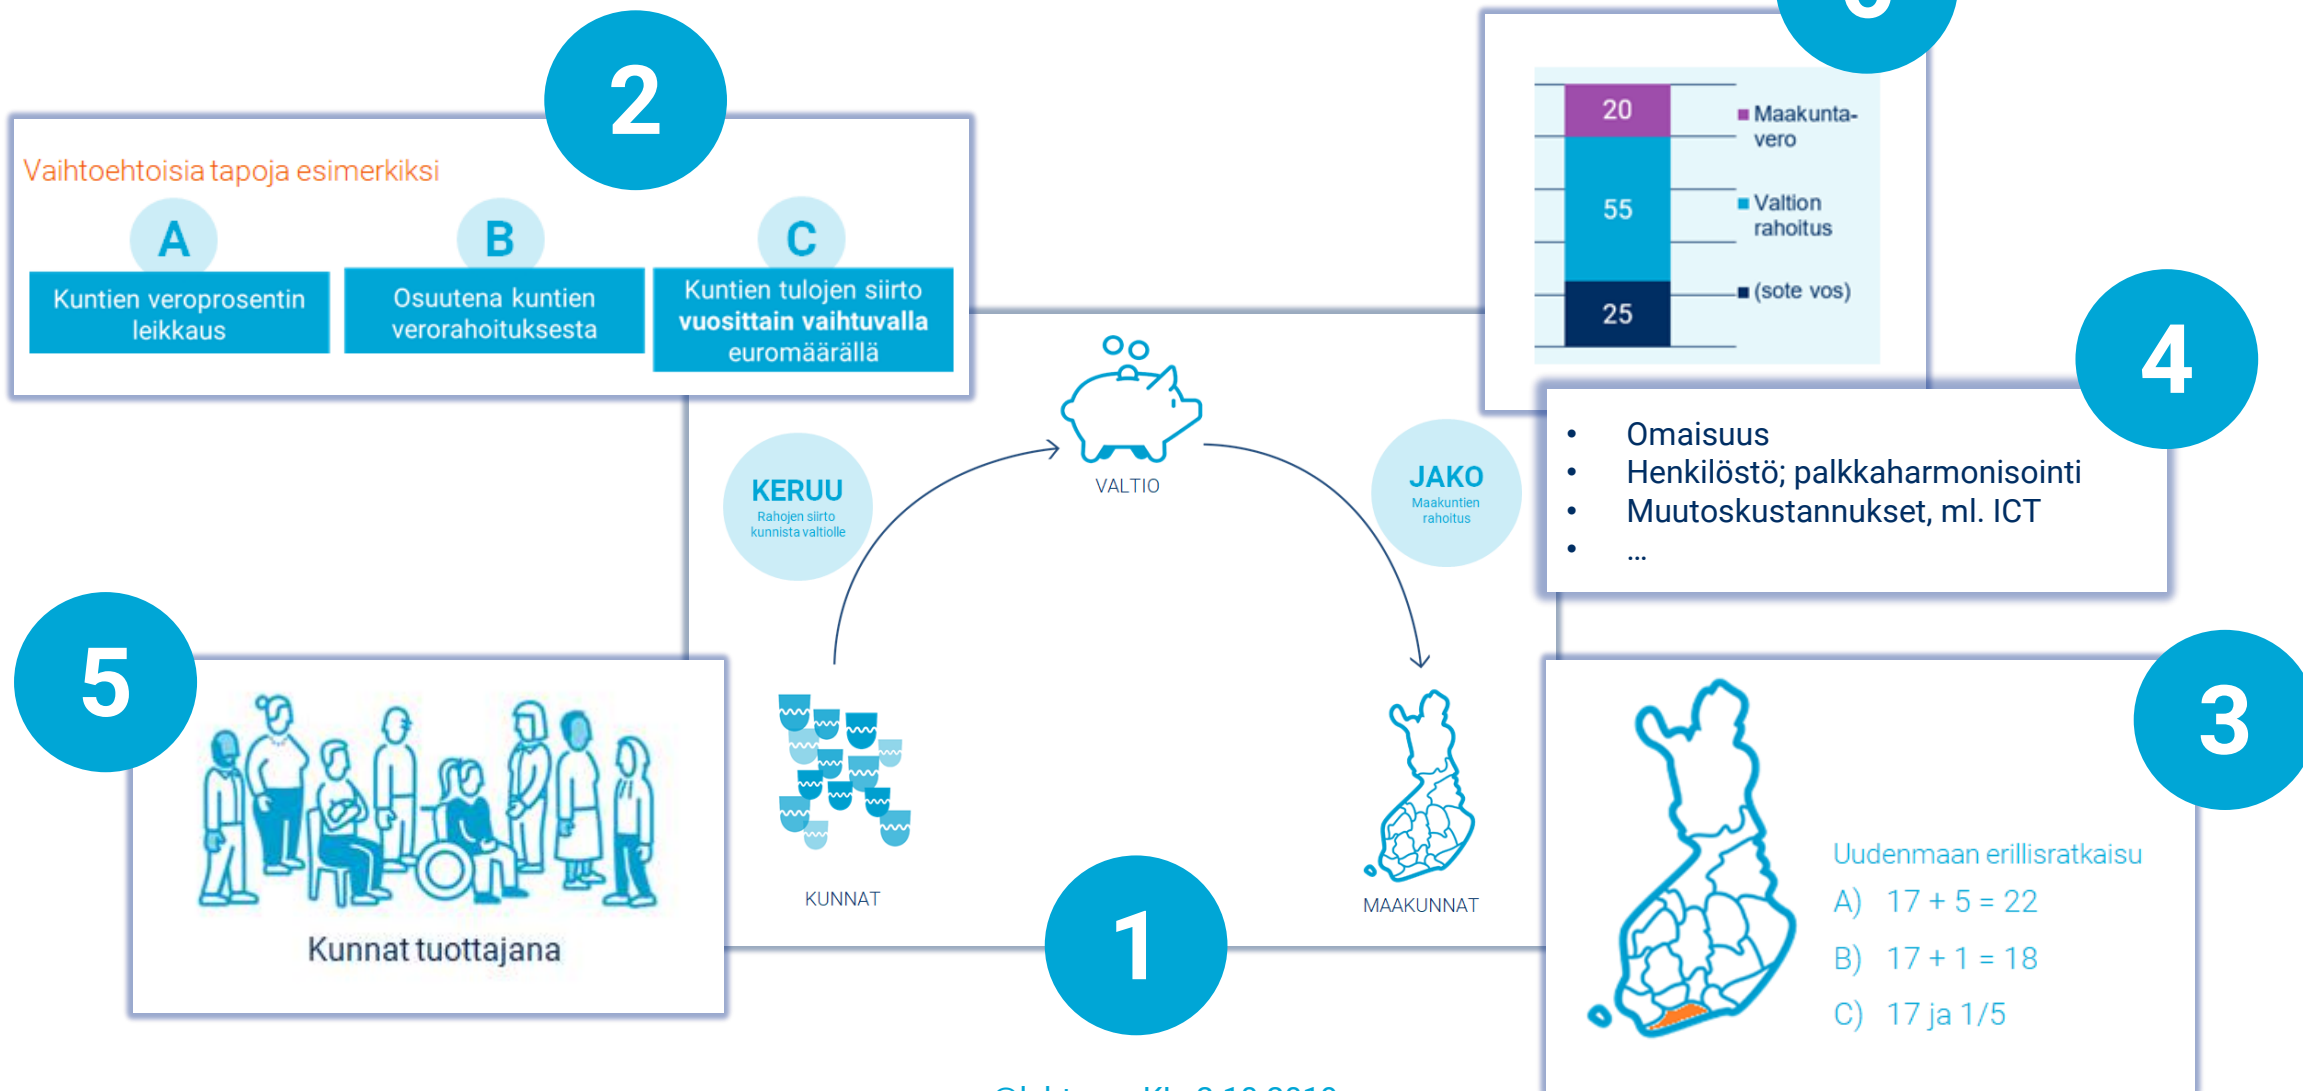 2
Vaihtoehtoisia tapoja esimerkiksi
A
B
C
Kuntien veroprosentin
leikkaus
Osuutena kuntien
verorahoituksesta
Kuntien tulojen siirto
vuosittain vaihtuvalla
euromäärällä
20
55
25
Maakunta-
vero
Valtion
rahoitus
(sote vos)
4
• Omaisuus
• Henkilöstö; palkkaharmonisointi
• Muutoskustannukset, ml. ICT
• …
KERUU
Rahojen siirto
kunnista valtiolle
VALTIO
JAKO
Maakuntien
rahoitus
5
Kunnat tuottajana
KUNNAT
MAAKUNNAT
1
3
Uudenmaan erillisratkaisu
A) 17 + 5 = 22
B) 17 + 1 = 18
C) 17 ja 1/5